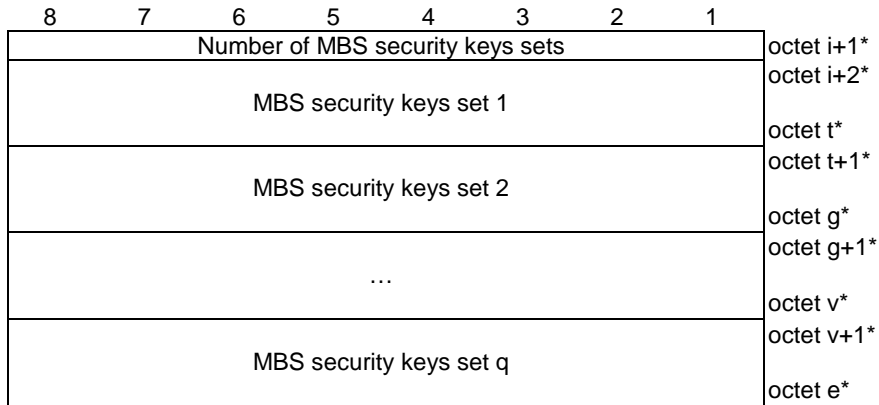 8 7 6 5 4 3 2 1
Number of MBS security keys sets octet i+1*
octet i+2*
MBS security keys set 1
octet t*
octet t+1*
MBS security keys set 2
octet g*
octet g+1*
…
octet v*
octet v+1*
MBS security keys set q
octet e*